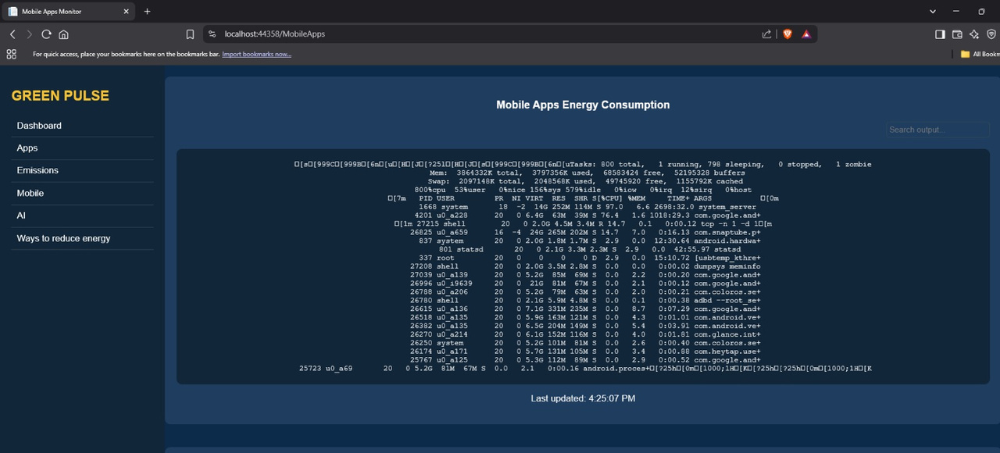 Mobile Apps Monitor
localhost:44358/MobileApps
For quick access, place your bookmarks here on the bookmarks bar. Import bookmarks now...
All Bookm
GREEN PULSE
Dashboard
Apps
Emissions
Mobile
AI
Ways to reduce energy
Mobile Apps Energy Consumption
Search output...
□[s□[999C□[999B□[6n□[u□[H□[J□[?25l□[H□[J□[s□[999C□[999B□[6n□[uTasks: 800 total,   1 running, 798 sleeping,   0 stopped,   1 zombie
Mem:  3864332K total,  3797356K used,  68583424 free,  52195328 buffers
Swap:  2097148K total,  2048568K used,  49745920 free,  1155792K cached
800%cpu  53%user   0%nice 156%sys 579%idle   0%iow   0%irq  12%sirq   0%host
□[7m  PID USER         PR  NI VIRT  RES  SHR S[%CPU] %MEM     TIME+ ARGS           □[0m
1668 system       18  -2  14G 252M 114M S 97.0   6.6 2698:32.0 system_server
4201 u0_a228      20   0 6.4G  63M  39M S 76.4   1.6 1018:29.3 com.google.and+
□[1m 27215 shell        20   0 2.0G 4.5M 3.4M R 14.7   0.1   0:00.12 top -n 1 -d 1□[m
26825 u0_a659      16  -4  24G 265M 202M S 14.7   7.0   0:16.13 com.snaptube.p+
837 system       20   0 2.0G 1.8M 1.7M S  2.9   0.0  12:30.64 android.hardwa+
801 statsd       20   0 2.1G 3.3M 2.3M S  2.9   0.0  42:55.97 statsd
337 root         20   0    0    0    0 D  2.9   0.0  15:10.72 [usbtemp_kthre+
27208 shell        20   0 2.0G 3.5M 2.8M S  0.0   0.0   0:00.02 dumpsys meminfo
27039 u0_a139      20   0 5.2G  85M  69M S  0.0   2.2   0:00.20 com.google.and+
26996 u0_i9639     20   0  21G  81M  67M S  0.0   2.1   0:00.12 com.google.and+
26788 u0_a206      20   0 5.2G  79M  63M S  0.0   2.0   0:00.21 com.coloros.se+
26780 shell        20   0 2.1G 5.9M 4.8M S  0.0   0.1   0:00.38 adbd --root_se+
26615 u0_a136      20   0 7.1G 331M 235M S  0.0   8.7   0:07.29 com.google.and+
26518 u0_a135      20   0 5.9G 163M 121M S  0.0   4.3   0:01.01 com.android.ve+
26382 u0_a135      20   0 6.5G 204M 149M S  0.0   5.4   0:03.91 com.android.ve+
26270 u0_a214      20   0 6.1G 152M 116M S  0.0   4.0   0:01.81 com.glance.int+
26250 system       20   0 5.2G 101M  81M S  0.0   2.6   0:00.40 com.coloros.se+
26174 u0_a171      20   0 5.7G 131M 105M S  0.0   3.4   0:00.88 com.heytap.use+
25767 u0_a125      20   0 5.3G 112M  89M S  0.0   2.9   0:00.52 com.google.and+
25723 u0_a69       20   0 5.2G  81M  67M S  0.0   2.1   0:00.16 android.proces+□[?25h□[0m□[1000;1H□[K□[?25h□[?25h□[0m□[1000;1H□[K
Last updated: 4:25:07 PM